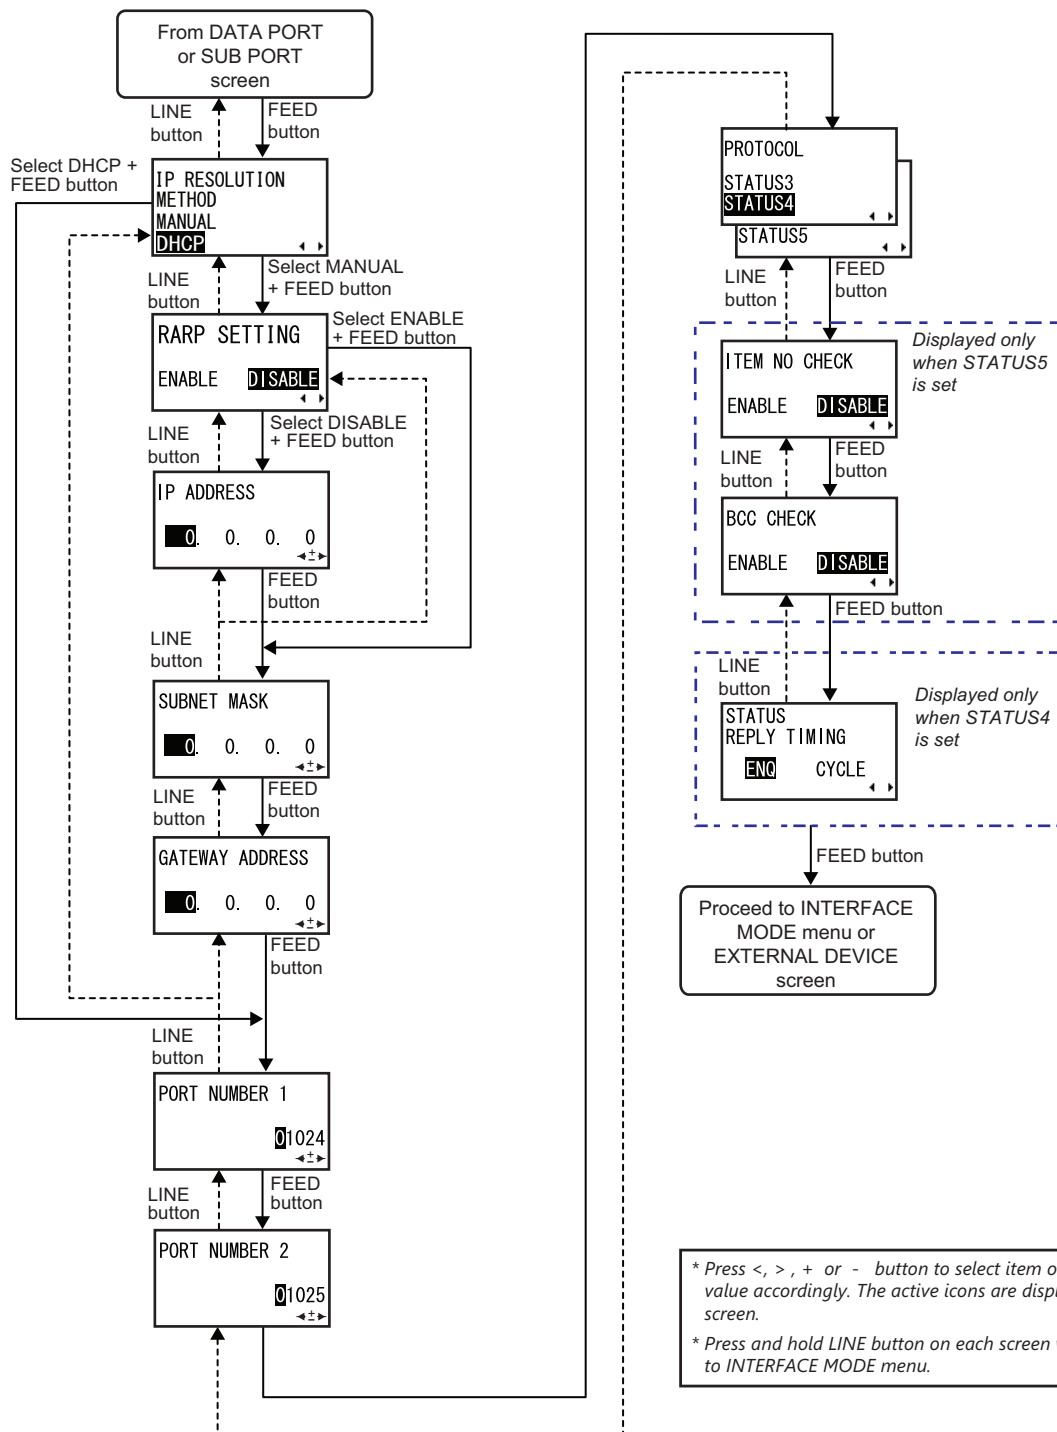 From DATA PORT
or SUB PORT
screen
LINE
button
FEED
button
Select DHCP +
FEED button
IP RESOLUTION
METHOD
MANUAL
DHCP
LINE
button
Select MANUAL
+ FEED button
RARP SETTING
ENABLE DISABLE
Select ENABLE
+ FEED button
LINE
button
Select DISABLE
+ FEED button
IP ADDRESS
0. 0. 0. 0
FEED
button
LINE
button
SUBNET MASK
0. 0. 0. 0
LINE
button
FEED
button
GATEWAY ADDRESS
0. 0. 0. 0
FEED
button
LINE
button
PORT NUMBER 1
01024
LINE
button
FEED
button
PORT NUMBER 2
01025
PROTOCOL
STATUS3
STATUS4
STATUS5
LINE
button
FEED
button
Displayed only
when STATUS5
is set
ITEM NO CHECK
ENABLE DISABLE
LINE
button
FEED
button
BCC CHECK
ENABLE DISABLE
FEED button
LINE
button
Displayed only
when STATUS4
is set
STATUS
REPLY TIMING
ENQ CYCLE
FEED button
Proceed to INTERFACE
MODE menu or
EXTERNAL DEVICE
screen
* Press <, > , + or - button to select item o
value accordingly. The active icons are displ
screen.
* Press and hold LINE button on each screen
to INTERFACE MODE menu.